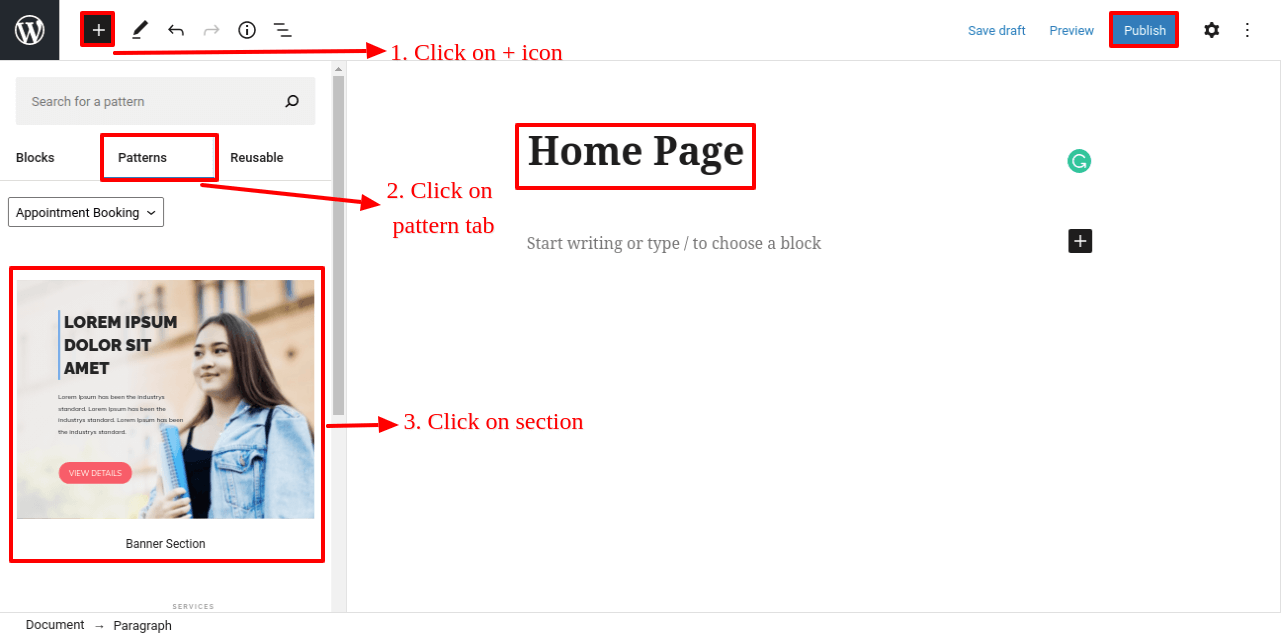 Save draft
Preview
Publish
1. Click on + icon
Search for a pattern
Blocks
Patterns
Reusable
2. Click on
pattern tab
Appointment Booking
Home Page
Start writing or type / to choose a block
LOREM IPSUM
DOLOR SIT
AMET
Lorem Ipsum has been the industrys
standard. Lorem Ipsum has been the
industrys standard. Lorem Ipsum has been
the industrys standard.
VIEW DETAILS
3. Click on section
Banner Section
SERVICES
Document → Paragraph